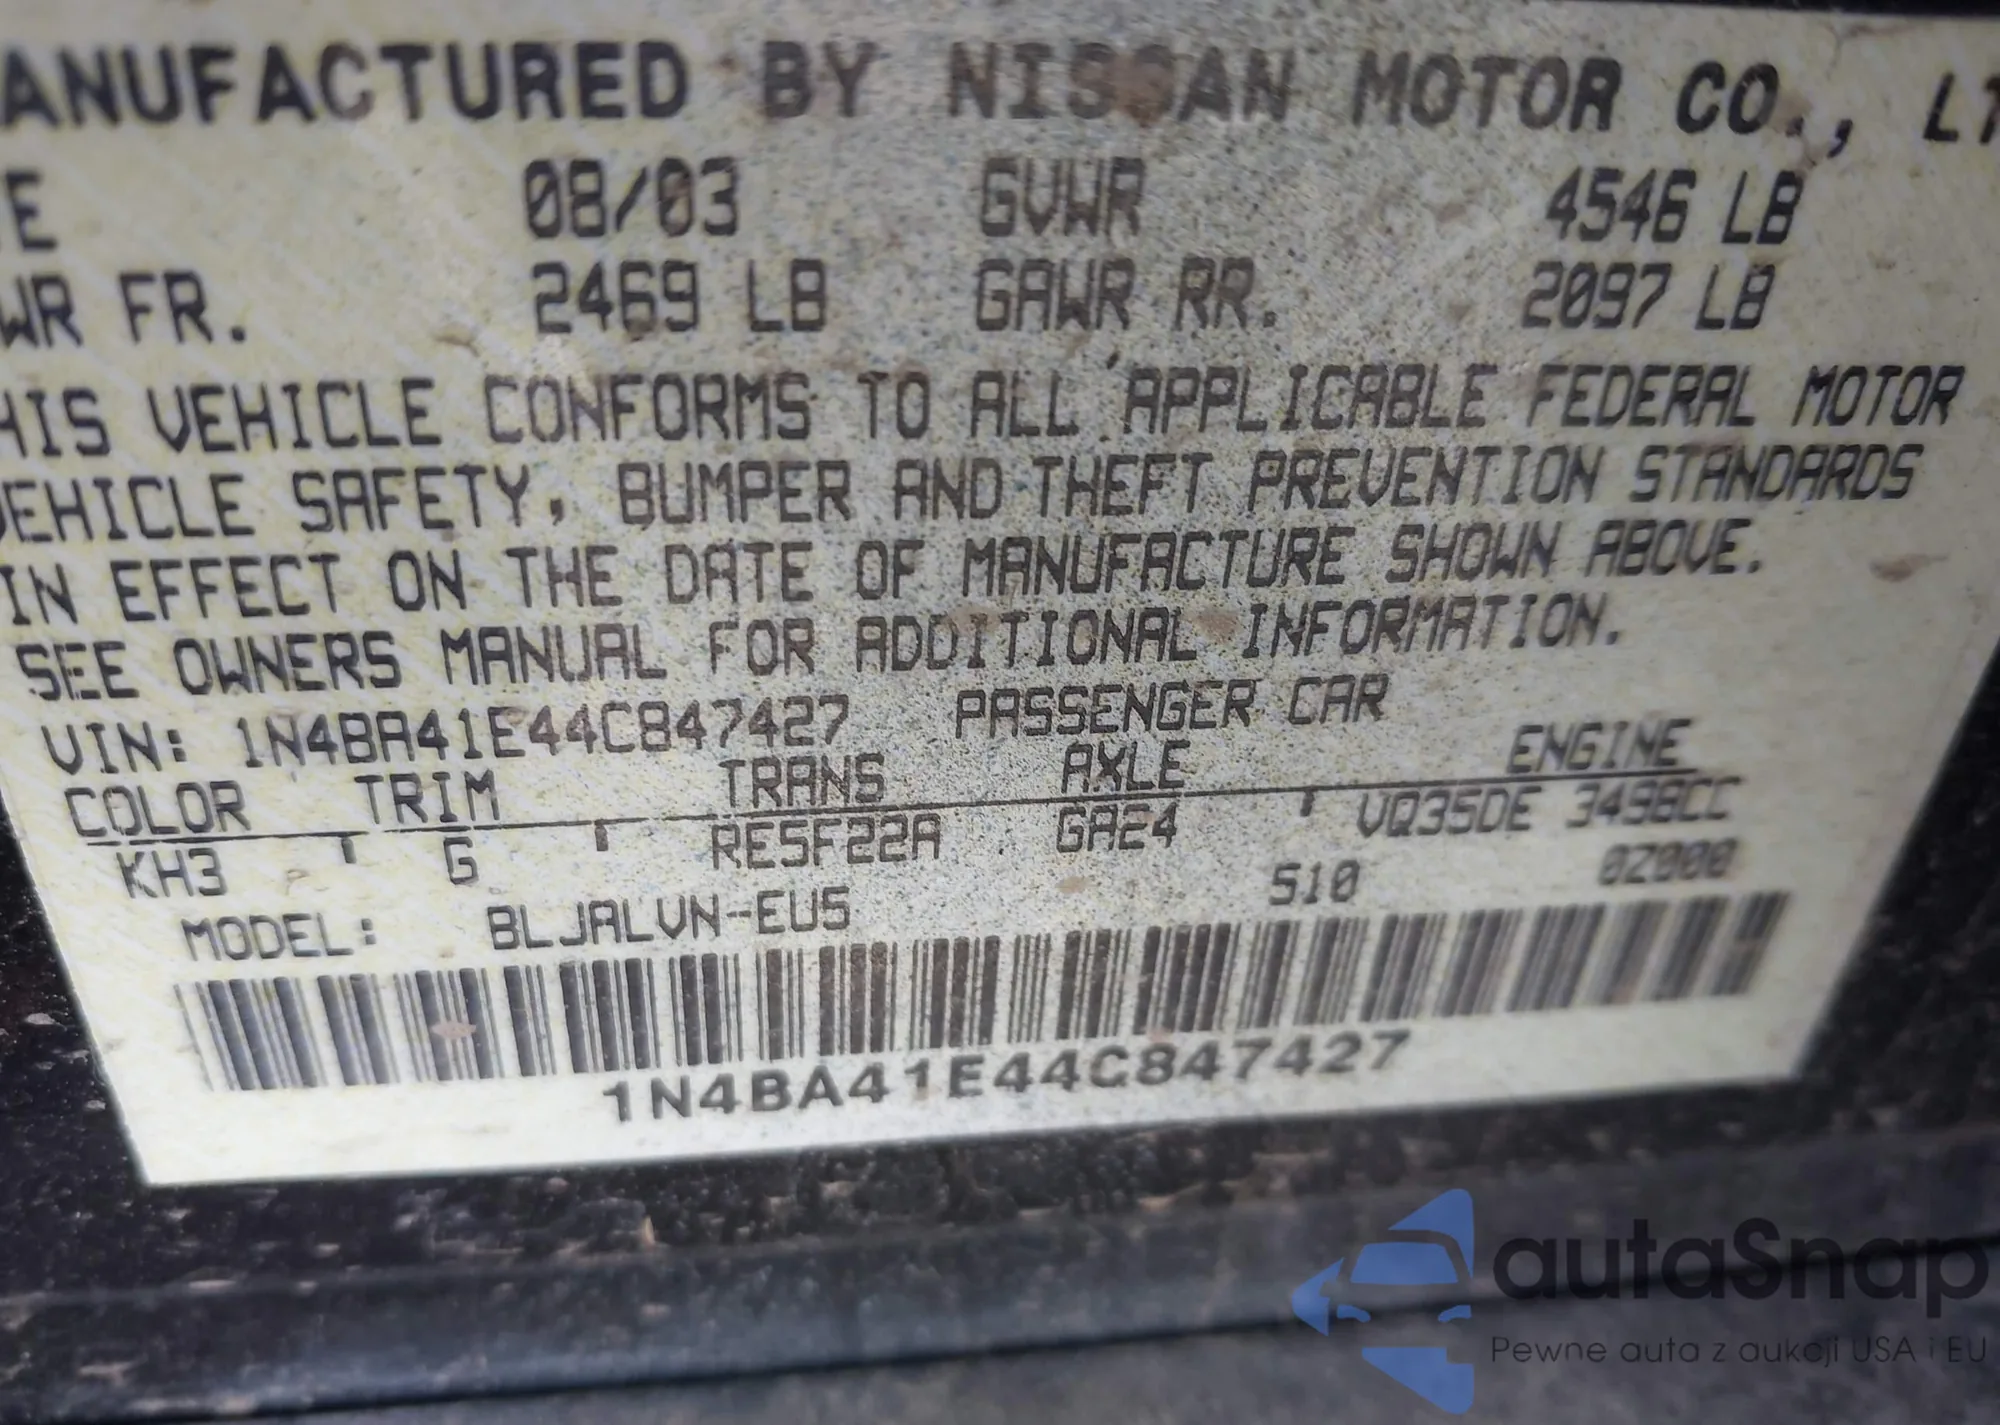 ANUFACTURED BY NISSAN MOTOR CO., LT
E 08/03 GVWR 4546 LB
WR FR. 2469 LB GAWR RR. 2097 LB
HIS VEHICLE CONFORMS TO ALL APPLICABLE FEDERAL MOTOR
VEHICLE SAFETY, BUMPER AND THEFT PREVENTION STANDARDS
IN EFFECT ON THE DATE OF MANUFACTURE SHOWN ABOVE.
SEE OWNERS MANUAL FOR ADDITIONAL INFORMATION.
VIN: 1N4BA41E44C847427 PASSENGER CAR
COLOR TRIM TRANS AXLE ENGINE
KH3 ' G ' RE5F22A GA24 ' VQ35DE 3498CC
MODEL: BLJALVN-EU5 510 0Z000
1N4BA41E44C847427
autoSnap
Pewne auta z aukcji USA i EU